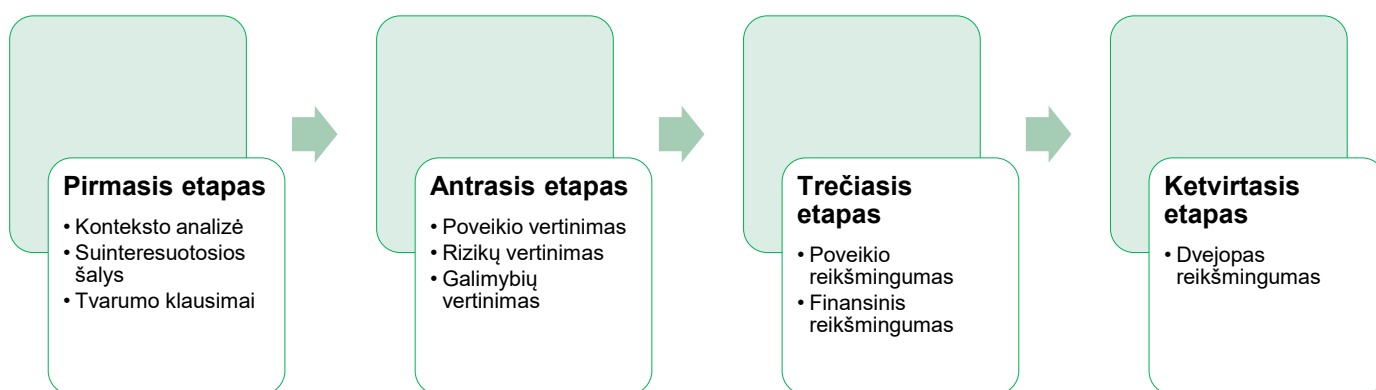 Pirmasis etapas
• Konteksto analizė
• Suinteresuotosios
šalys
• Tvarumo klausimai
Antrasis etapas
• Poveikio vertinimas
• Rizikų vertinimas
• Galimybių
vertinimas
Trečiasis
etapas
• Poveikio
reikšmingumas
• Finansinis
reikšmingumas
Ketvirtasis
etapas
• Dvejopas
reikšmingumas